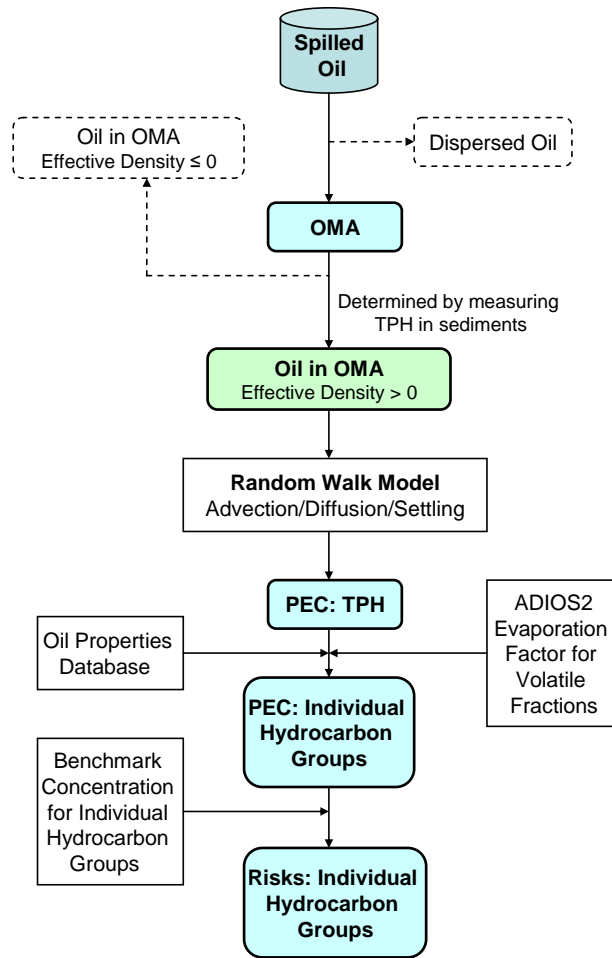 Spilled
Oil
Oil in OMA
Effective Density ≤ 0
Dispersed Oil
OMA
Determined by measuring
TPH in sediments
Oil in OMA
Effective Density > 0
Random Walk Model
Advection/Diffusion/Settling
PEC: TPH
Oil Properties
Database
ADIOS2
Evaporation
Factor for
Volatile
Fractions
PEC: Individual
Hydrocarbon
Groups
Benchmark
Concentration
for Individual
Hydrocarbon
Groups
Risks: Individual
Hydrocarbon
Groups